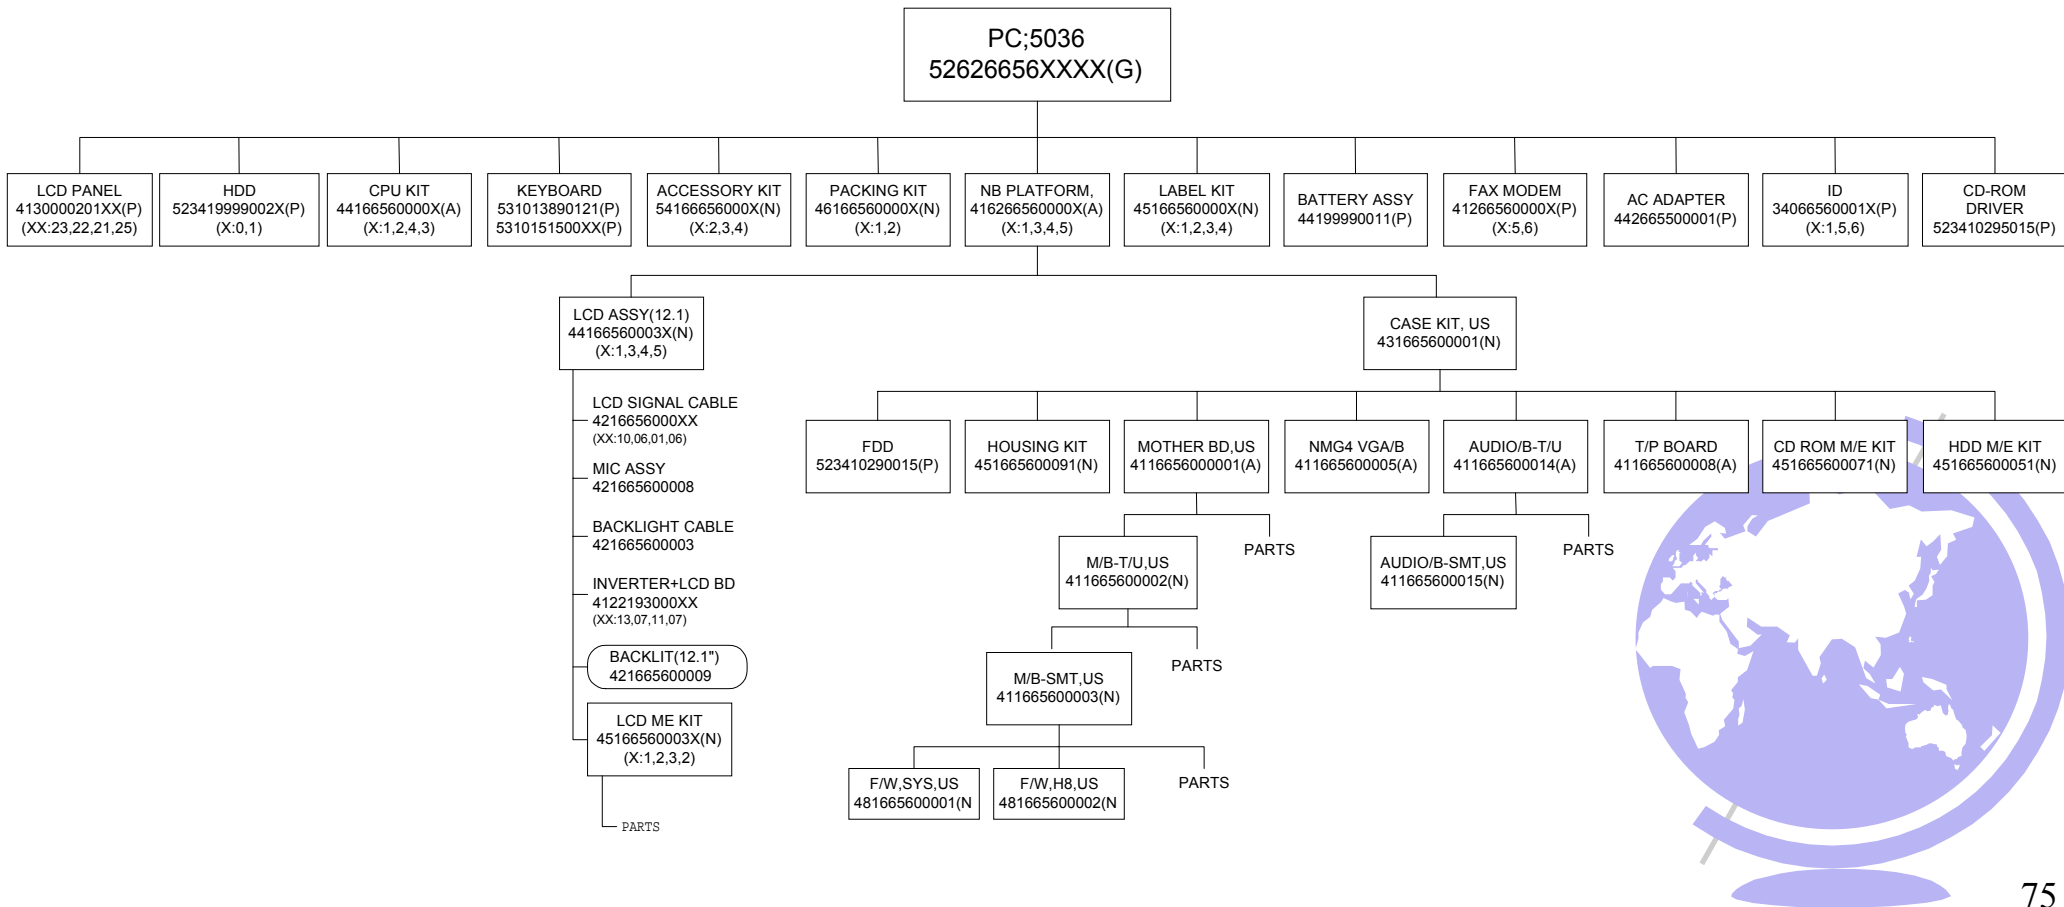 PC;5036
52626656XXXX(G)
LCD PANEL
4130000201XX(P)
(XX:23,22,21,25)
HDD
523419999002X(P)
(X:0,1)
CPU KIT
44166560000X(A)
(X:1,2,4,3)
KEYBOARD
531013890121(P)
5310151500XX(P)
ACCESSORY KIT
54166656000X(N)
(X:2,3,4)
PACKING KIT
46166560000X(N)
(X:1,2)
NB PLATFORM,
416266560000X(A)
(X:1,3,4,5)
LABEL KIT
45166560000X(N)
(X:1,2,3,4)
BATTERY ASSY
44199990011(P)
FAX MODEM
41266560000X(P)
(X:5,6)
AC ADAPTER
442665500001(P)
ID
34066560001X(P)
(X:1,5,6)
CD-ROM
DRIVER
523410295015(P)
LCD ASSY(12.1)
44166560003X(N)
(X:1,3,4,5)
CASE KIT, US
431665600001(N)
LCD SIGNAL CABLE
4216656000XX
(XX:10,06,01,06)
MIC ASSY
421665600008
BACKLIGHT CABLE
421665600003
INVERTER+LCD BD
4122193000XX
(XX:13,07,11,07)
BACKLIT(12.1")
421665600009
LCD ME KIT
45166560003X(N)
(X:1,2,3,2)
PARTS
FDD
523410290015(P)
HOUSING KIT
451665600091(N)
MOTHER BD,US
4116656000001(A)
NMG4 VGA/B
411665600005(A)
AUDIO/B-T/U
411665600014(A)
T/P BOARD
411665600008(A)
CD ROM M/E KIT
451665600071(N)
HDD M/E KIT
451665600051(N)
M/B-T/U,US
411665600002(N)
PARTS
AUDIO/B-SMT,US
411665600015(N)
PARTS
M/B-SMT,US
411665600003(N)
PARTS
F/W,SYS,US
481665600001(N
F/W,H8,US
481665600002(N
PARTS
75